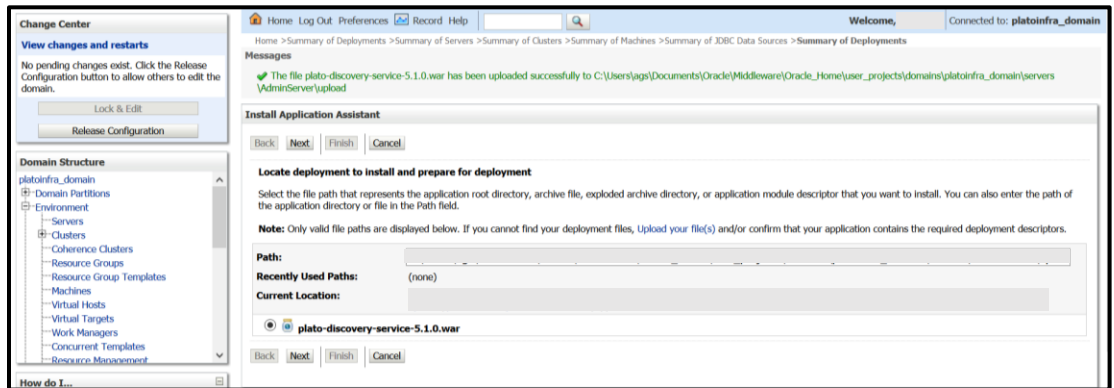 Change Center
View changes and restarts
No pending changes exist. Click the Release
Configuration button to allow others to edit the
domain.
Lock & Edit
Release Configuration
Domain Structure
platoinfra_domain
Domain Partitions
Environment
Servers
Clusters
Coherence Clusters
Resource Groups
Resource Group Templates
Machines
Virtual Hosts
Virtual Targets
Work Managers
Concurrent Templates
Resource Management
How do I...
Home Log Out Preferences Record Help
Welcome,
Connected to: platoinfra_domain
Home >Summary of Deployments >Summary of Servers >Summary of Clusters >Summary of Machines >Summary of JDBC Data Sources >Summary of Deployments
Messages
The file plato-discovery-service-5.1.0.war has been uploaded successfully to C:\Users\ags\Documents\Oracle\Middleware\Oracle_Home\user_projects\domains\platoinfra_domain\servers
\AdminServer\upload
Install Application Assistant
Back Next Finish Cancel
Locate deployment to install and prepare for deployment
Select the file path that represents the application root directory, archive file, exploded archive directory, or application module descriptor that you want to install. You can also enter the path of
the application directory or file in the Path field.
Note: Only valid file paths are displayed below. If you cannot find your deployment files, Upload your file(s) and/or confirm that your application contains the required deployment descriptors.
Path:
Recently Used Paths: (none)
Current Location:
plato-discovery-service-5.1.0.war
Back Next Finish Cancel